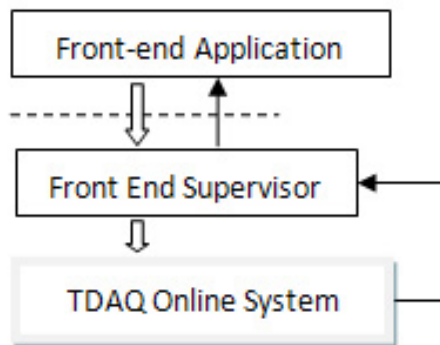 Front-end Application
Front End Supervisor
TDAQ Online System